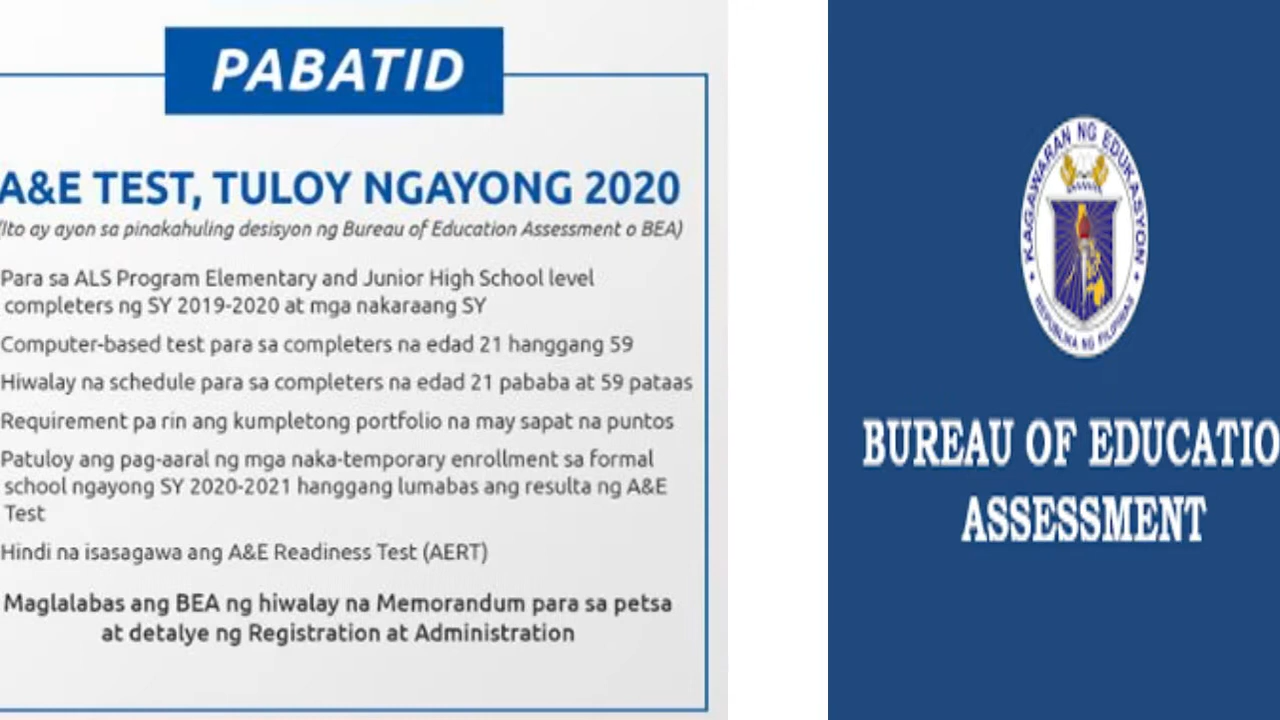 PABATID
A&E TEST, TULOY NGAYONG 2020
(Ito ay ayon sa pinakahuling desisyon ng Bureau of Education Assessment o BEA)
Para sa ALS Program Elementary and Junior High School level
completers ng SY 2019-2020 at mga nakaraang SY
Computer-based test para sa completers na edad 21 hanggang 59
Hiwalay na schedule para sa completers na edad 21 pababa at 59 pataas
Requirement pa rin ang kumpletong portfolio na may sapat na puntos
Patuloy ang pag-aaral ng mga naka-temporary enrollment sa formal
school ngayong SY 2020-2021 hanggang lumabas ang resulta ng A&E
Test
Hindi na isasagawa ang A&E Readiness Test (AERT)
Maglalabas ang BEA ng hiwalay na Memorandum para sa petsa
at detalye ng Registration at Administration
KAGAWARAN NG EDUKASYON
REPUBLIKA NG PILIPINAS
BUREAU OF EDUCATIO
ASSESSMENT